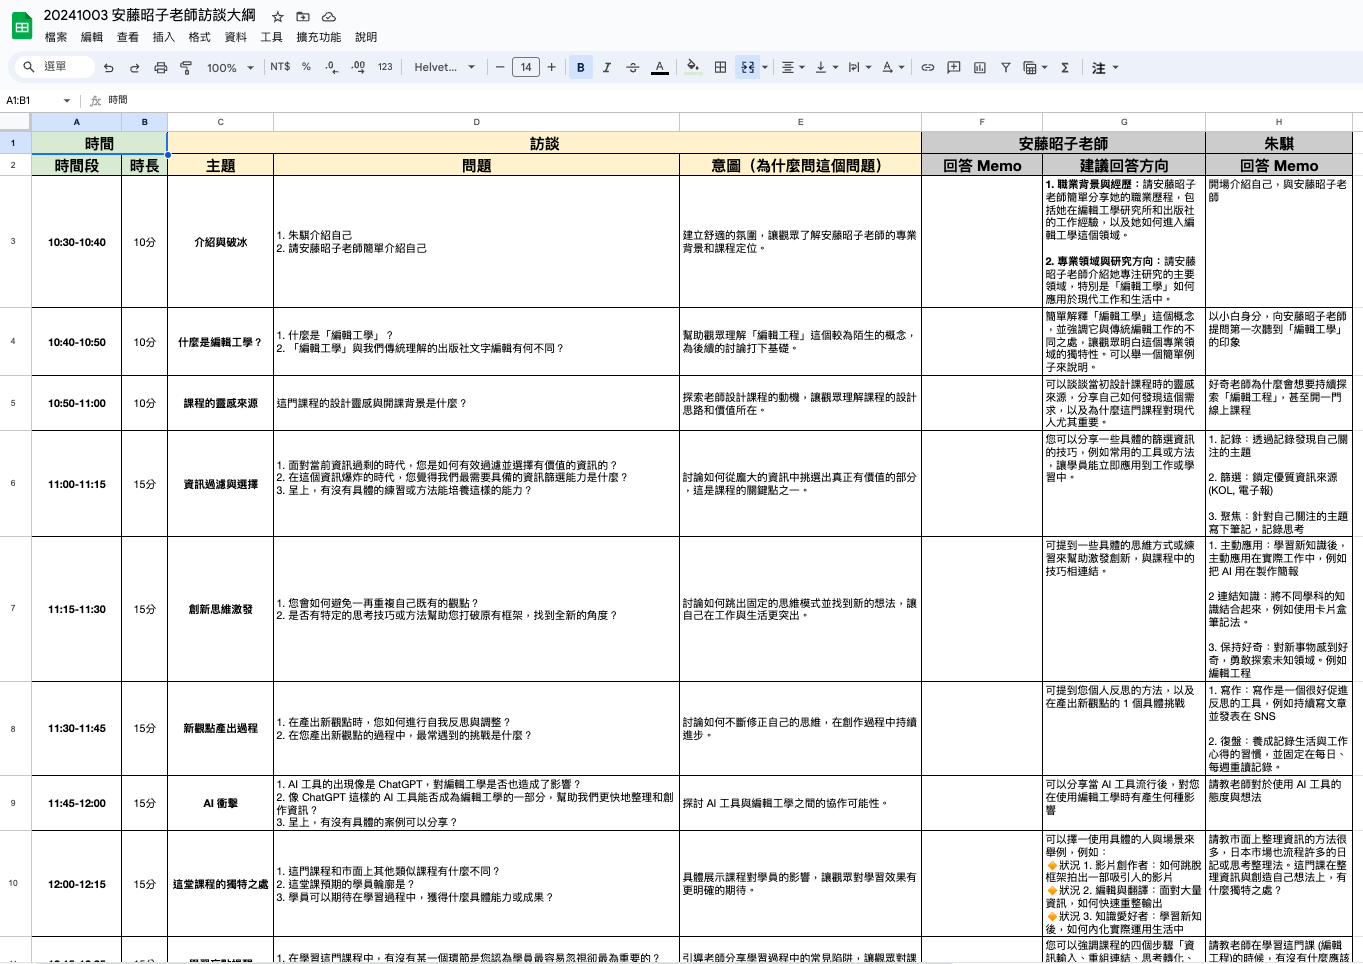 20241003 安藤昭子老師訪談大綱
檔案 編輯 查看 插入 格式 資料 工具 擴充功能 說明
選單 100% NT$ % .0 .00 123 Helvet... 14 B I A Σ 注
A1:B1 fx 時間
A B C D E F G H
1 時間 訪談 安藤昭子老師 朱騏
2 時間段 時長 主題 問題 意圖（為什麼問這個問題） 回答 Memo 建議回答方向 回答 Memo
3 10:30-10:40 10分 介紹與破冰
1. 朱騏介紹自己
2. 請安藤昭子老師簡單介紹自己
建立舒適的氛圍，讓觀眾了解安藤昭子老師的專業
背景和課程定位。
1. 職業背景與經歷：請安藤昭子
老師簡單分享她的職業歷程，包
括她在編輯工學研究所和出版社
的工作經驗，以及她如何進入編
輯工學這個領域。
2. 專業領域與研究方向：請安藤
昭子老師介紹她專注研究的主要
領域，特別是「編輯工學」如何
應用於現代工作和生活中。
開場介紹自己，與安藤昭子老
師
4 10:40-10:50 10分 什麼是編輯工學？
1. 什麼是「編輯工學」？
2. 「編輯工學」與我們傳統理解的出版社文字編輯有何不同？
幫助觀眾理解「編輯工程」這個較為陌生的概念，
為後續的討論打下基礎。
簡單解釋「編輯工學」這個概念
，並強調它與傳統編輯工作的不
同之處，讓觀眾明白這個專業領
域的獨特性。可以舉一個簡單例
子來說明。
以小白身分，向安藤昭子老師
提問第一次聽到「編輯工學」
的印象
5 10:50-11:00 10分 課程的靈感來源
這門課程的設計靈感與開課背景是什麼？
探索老師設計課程的動機，讓觀眾理解課程的設計
思路和價值所在。
可以談談當初設計課程時的靈感
來源，分享自己如何發現這個需
求，以及為什麼這門課程對現代
人尤其重要。
好奇老師為什麼會想要持續探
索「編輯工程」，甚至開一門
線上課程
6 11:00-11:15 15分 資訊過濾與選擇
1. 面對當前資訊過剩的時代，您是如何有效過濾並選擇有價值的資訊的？
2. 在這個資訊爆炸的時代，您覺得我們最需要具備的資訊篩選能力是什麼？
3. 呈上，有沒有具體的練習或方法能培養這樣的能力？
討論如何從龐大的資訊中挑選出真正有價值的部分
，這是課程的關鍵點之一。
您可以分享一些具體的篩選資訊
的技巧，例如常用的工具或方法
，讓學員能立即應用到工作或學
習中。
1. 記錄：透過記錄發現自己關
注的主題
2. 篩選：鎖定優質資訊來源
(KOL, 電子報)
3. 聚焦：針對自己關注的主題
寫下筆記，記錄思考
7 11:15-11:30 15分 創新思維激發
1. 您會如何避免一再重複自己既有的觀點？
2. 是否有特定的思考技巧或方法幫助您打破原有框架，找到全新的角度？
討論如何跳出固定的思維模式並找到新的想法，讓
自己在工作與生活更突出。
可提到一些具體的思維方式或練
習來幫助激發創新，與課程中的
技巧相連結。
1. 主動應用：學習新知識後，
主動應用在實際工作中，例如
把 AI 用在製作簡報
2 連結知識：將不同學科的知
識結合起來，例如使用卡片盒
筆記法。
3. 保持好奇：對新事物感到好
奇，勇敢探索未知領域。例如
編輯工程
8 11:30-11:45 15分 新觀點產出過程
1. 在產出新觀點時，您如何進行自我反思與調整？
2. 在您產出新觀點的過程中，最常遇到的挑戰是什麼？
討論如何不斷修正自己的思維，在創作過程中持續
進步。
可提到您個人反思的方法，以及
在產出新觀點的 1 個具體挑戰
1. 寫作：寫作是一個很好促進
反思的工具，例如持續寫文章
並發表在 SNS
2. 復盤：養成記錄生活與工作
心得的習慣，並固定在每日、
每週重讀記錄。
9 11:45-12:00 15分 AI 衝擊
1. AI 工具的出現像是 ChatGPT，對編輯工學是否也造成了影響？
2. 像 ChatGPT 這樣的 AI 工具能否成為編輯工學的一部分，幫助我們更快地整理和創
作資訊？
3. 呈上，有沒有具體的案例可以分享？
探討 AI 工具與編輯工學之間的協作可能性。
可以分享當 AI 工具流行後，對您
在使用編輯工學時有產生何種影
響
請教老師對於使用 AI 工具的
態度與想法
10 12:00-12:15 15分 這堂課程的獨特之處
1. 這門課程和市面上其他類似課程有什麼不同？
2. 這堂課預期的學員輪廓是？
3. 學員可以期待在學習過程中，獲得什麼具體能力或成果？
具體展示課程對學員的影響，讓觀眾對學習效果有
更明確的期待。
可以擇一使用具體的人與場景來
舉例，例如：
🔸狀況 1. 影片創作者：如何跳脫
框架拍出一部吸引人的影片
🔸狀況 2. 編輯與翻譯：面對大量
資訊，如何快速重整輸出
🔸狀況 3. 知識愛好者：學習新知
後，如何內化實際運用生活中
請教市面上整理資訊的方法很
多，日本市場也流程許多的日
記或思考整理法。這門課在整
理資訊與創造自己想法上，有
什麼獨特之處？
1. 在學習這門課程中，有沒有某一個環節是您認為學員最容易忽視卻最為重要的？
引導老師分享學習過程中的常見陷阱，讓觀眾對課
您可以強調課程的四個步驟「資
訊輸入、重組連結、思考轉化、
請教老師在學習這門課 (編輯
工程)的時候，有沒有什麼應該